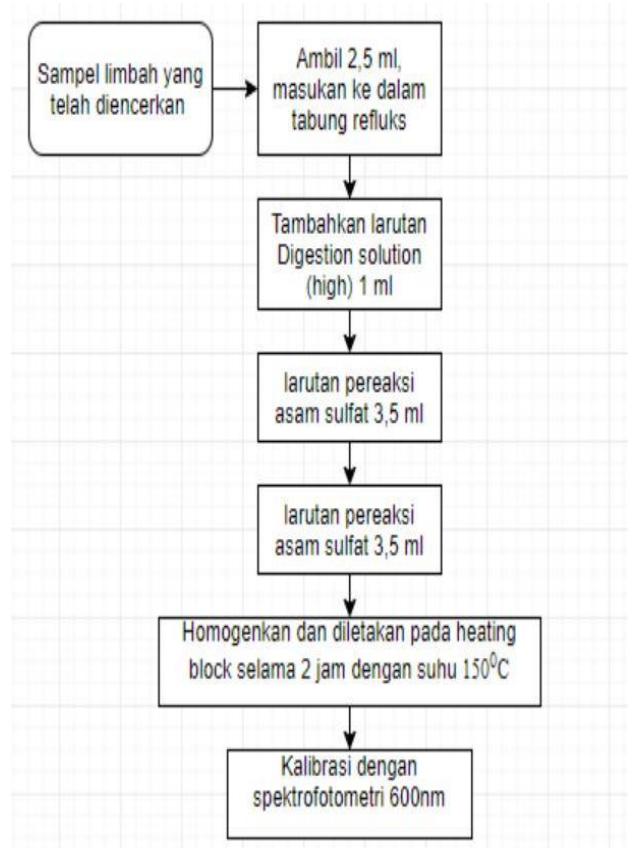 Sampel limbah yang
telah diencerkan
Ambil 2,5 ml,
masukan ke dalam
tabung refluks
Tambahkan larutan
Digestion solution
(high) 1 ml
larutan pereaksi
asam sulfat 3,5 ml
larutan pereaksi
asam sulfat 3,5 ml
Homogenkan dan diletakan pada heating
block selama 2 jam dengan suhu 150⁰C
Kalibrasi dengan
spektrofotometri 600nm